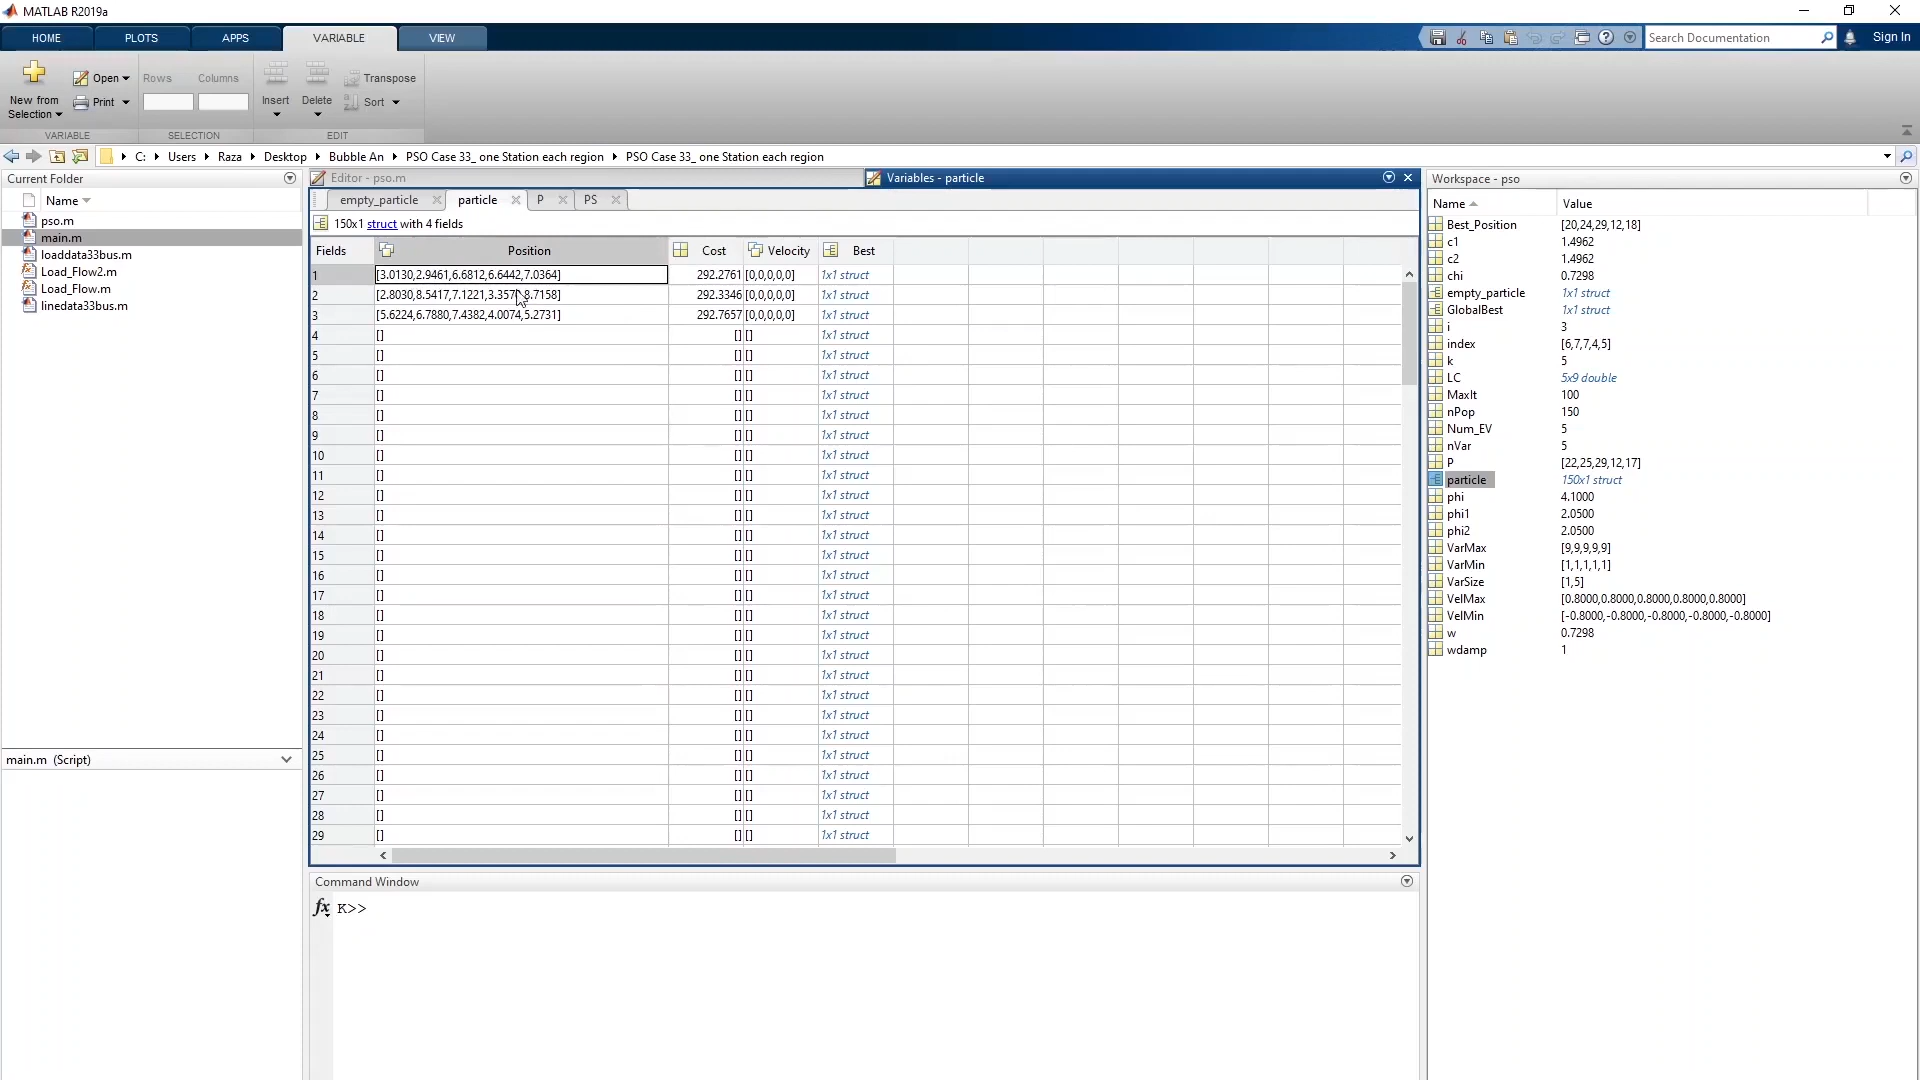 MATLAB R2019a
HOME PLOTS APPS VARIABLE VIEW
Search Documentation Sign In
New from Selection
Open
Print
Rows Columns
Insert Delete
Transpose
Sort
VARIABLE SELECTION EDIT
C: Users Raza Desktop Bubble An PSO Case 33_ one Station each region PSO Case 33_ one Station each region
Current Folder
Name
pso.m
main.m
loaddata33bus.m
Load_Flow2.m
Load_Flow.m
linedata33bus.m
main.m (Script)
Editor - pso.m
Variables - particle
empty_particle particle P PS
150x1 struct with 4 fields
Fields Position Cost Velocity Best
1 [3.0130,2.9461,6.6812,6.6442,7.0364] 292.2761 [0,0,0,0,0] 1x1 struct
2 [2.8030,8.5417,7.1221,3.357 8.7158] 292.3346 [0,0,0,0,0] 1x1 struct
3 [5.6224,6.7880,7.4382,4.0074,5.2731] 292.7657 [0,0,0,0,0] 1x1 struct
4 [] [] [] 1x1 struct
5 [] [] [] 1x1 struct
6 [] [] [] 1x1 struct
7 [] [] [] 1x1 struct
8 [] [] [] 1x1 struct
9 [] [] [] 1x1 struct
10 [] [] [] 1x1 struct
11 [] [] [] 1x1 struct
12 [] [] [] 1x1 struct
13 [] [] [] 1x1 struct
14 [] [] [] 1x1 struct
15 [] [] [] 1x1 struct
16 [] [] [] 1x1 struct
17 [] [] [] 1x1 struct
18 [] [] [] 1x1 struct
19 [] [] [] 1x1 struct
20 [] [] [] 1x1 struct
21 [] [] [] 1x1 struct
22 [] [] [] 1x1 struct
23 [] [] [] 1x1 struct
24 [] [] [] 1x1 struct
25 [] [] [] 1x1 struct
26 [] [] [] 1x1 struct
27 [] [] [] 1x1 struct
28 [] [] [] 1x1 struct
29 [] [] [] 1x1 struct
Command Window
fx K>>
Workspace - pso
Name Value
Best_Position [20,24,29,12,18]
c1 1.4962
c2 1.4962
chi 0.7298
empty_particle 1x1 struct
GlobalBest 1x1 struct
i 3
index [6,7,7,4,5]
k 5
LC 5x9 double
MaxIt 100
nPop 150
Num_EV 5
nVar 5
P [22,25,29,12,17]
particle 150x1 struct
phi 4.1000
phi1 2.0500
phi2 2.0500
VarMax [9,9,9,9,9]
VarMin [1,1,1,1,1]
VarSize [1,5]
VelMax [0.8000,0.8000,0.8000,0.8000,0.8000]
VelMin [-0.8000,-0.8000,-0.8000,-0.8000,-0.8000]
w 0.7298
wdamp 1